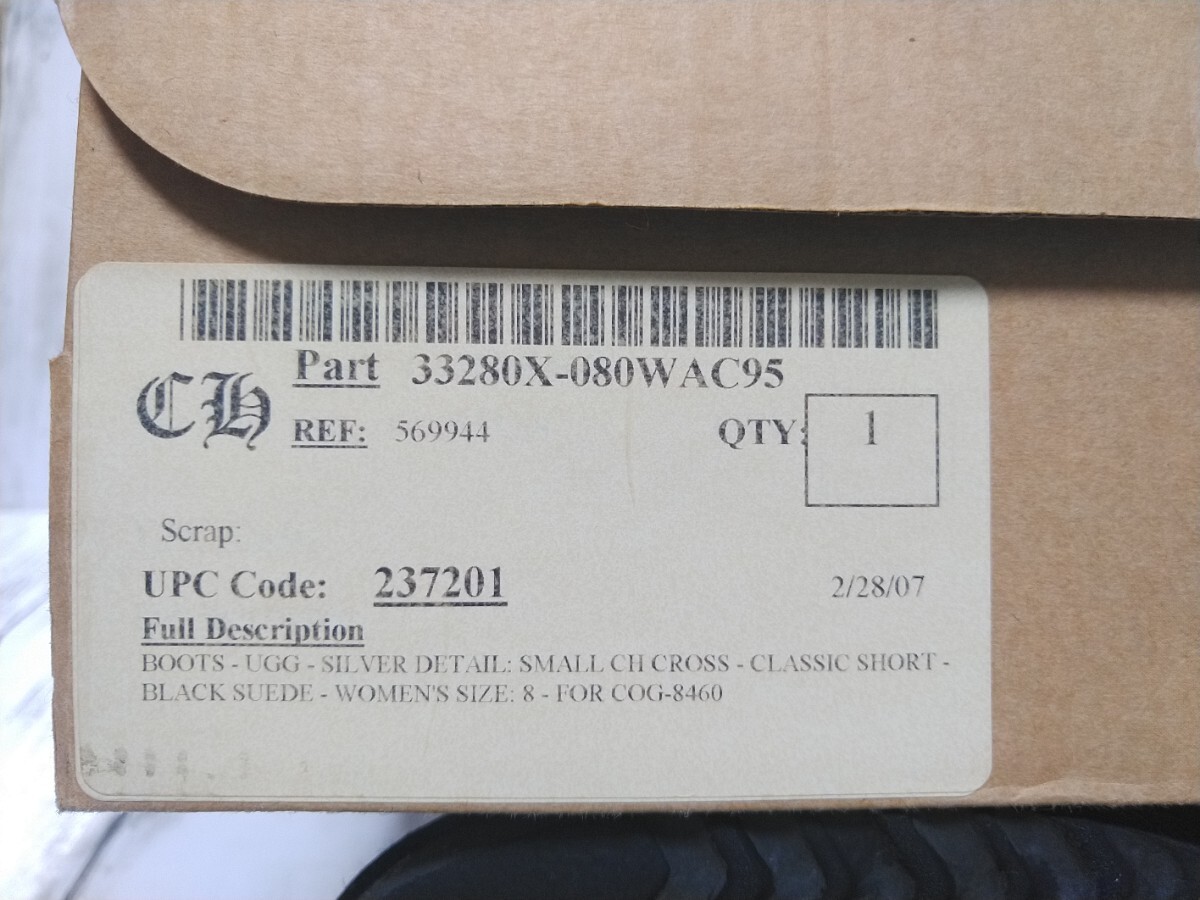 Part 33280X-080WAC95
CH
REF: 569944 QTY: 1
Scrap:
UPC Code: 237201 2/28/07
Full Description
BOOTS - UGG - SILVER DETAIL: SMALL CH CROSS - CLASSIC SHORT -
BLACK SUEDE - WOMEN'S SIZE: 8 - FOR COG-8460